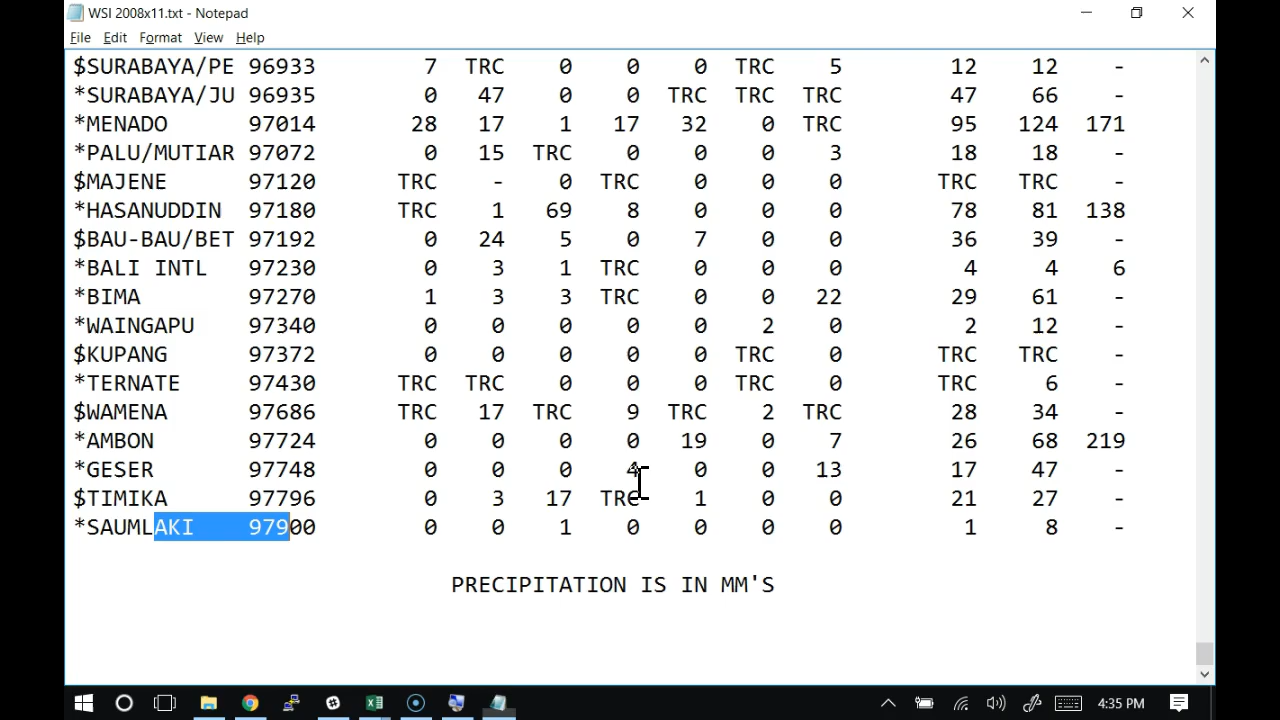 WSI 2008x11.txt - Notepad
File Edit Format View Help
$SURABAYA/PE 96933 7 TRC 0 0 0 TRC 5 12 12 -
*SURABAYA/JU 96935 0 47 0 0 TRC TRC TRC 47 66 -
*MENADO 97014 28 17 1 17 32 0 TRC 95 124 171
*PALU/MUTIAR 97072 0 15 TRC 0 0 0 3 18 18 -
$MAJENE 97120 TRC - 0 TRC 0 0 0 TRC TRC -
*HASANUDDIN 97180 TRC 1 69 8 0 0 0 78 81 138
$BAU-BAU/BET 97192 0 24 5 0 7 0 0 36 39 -
*BALI INTL 97230 0 3 1 TRC 0 0 0 4 4 6
*BIMA 97270 1 3 3 TRC 0 0 22 29 61 -
*WAINGAPU 97340 0 0 0 0 0 2 0 2 12 -
$KUPANG 97372 0 0 0 0 0 TRC 0 TRC TRC -
*TERNATE 97430 TRC TRC 0 0 0 TRC 0 TRC 6 -
$WAMENA 97686 TRC 17 TRC 9 TRC 2 TRC 28 34 -
*AMBON 97724 0 0 0 0 19 0 7 26 68 219
*GESER 97748 0 0 0 4 0 0 13 17 47 -
$TIMIKA 97796 0 3 17 TRC 1 0 0 21 27 -
*SAUMLAKI 97900 0 0 1 0 0 0 0 1 8 -
PRECIPITATION IS IN MM'S
4:35 PM